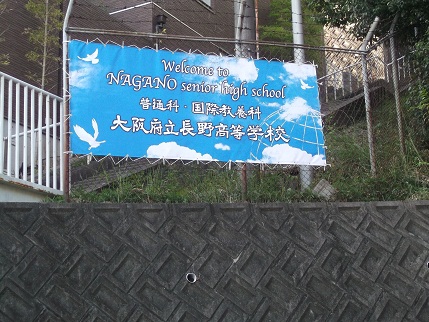 Welcome to
NAGANO senior high school
普通科・国際教養科
大阪府立長野高等学校